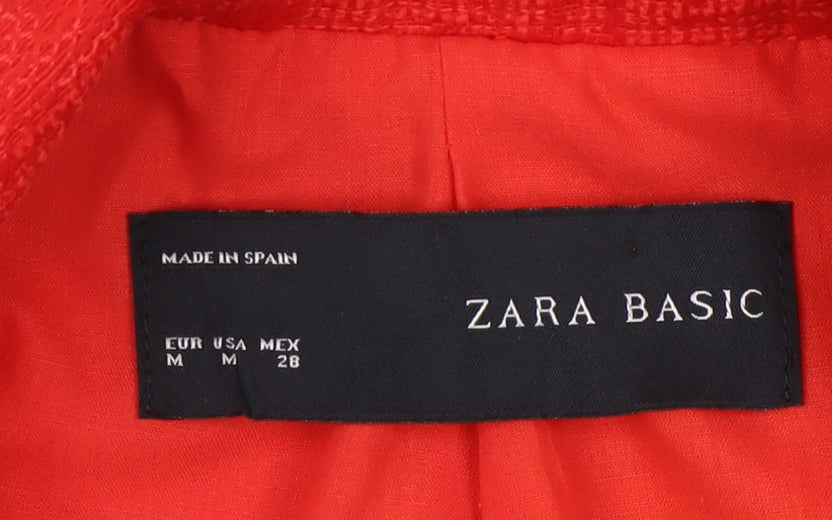 MADE IN SPAIN
ZARA BASIC
EUR USA MEX
M M 28